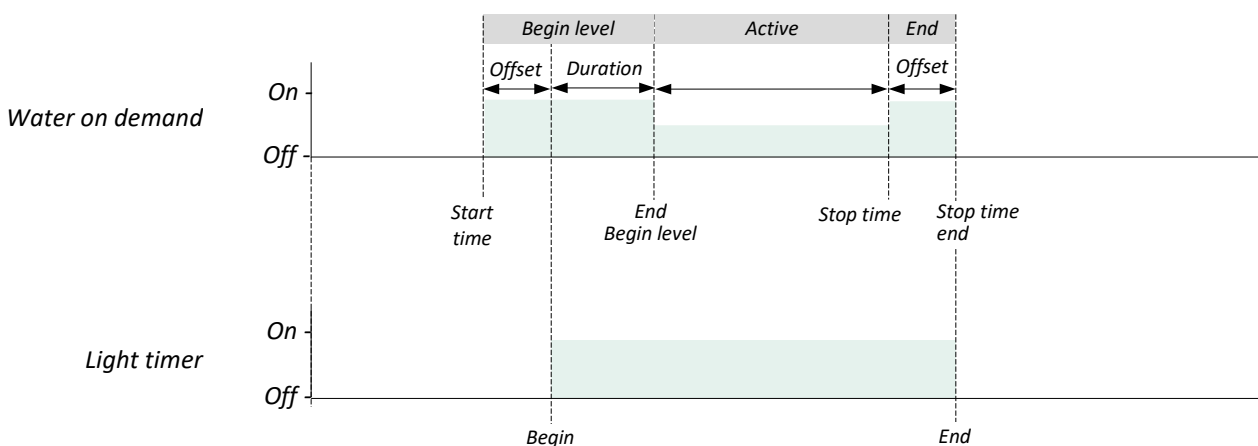 Begin level Active End
Offset Duration Offset
On
Water on demand
Off
Start
time
End
Begin level
Stop time
Stop time
end
On
Light timer
Off
Begin
End